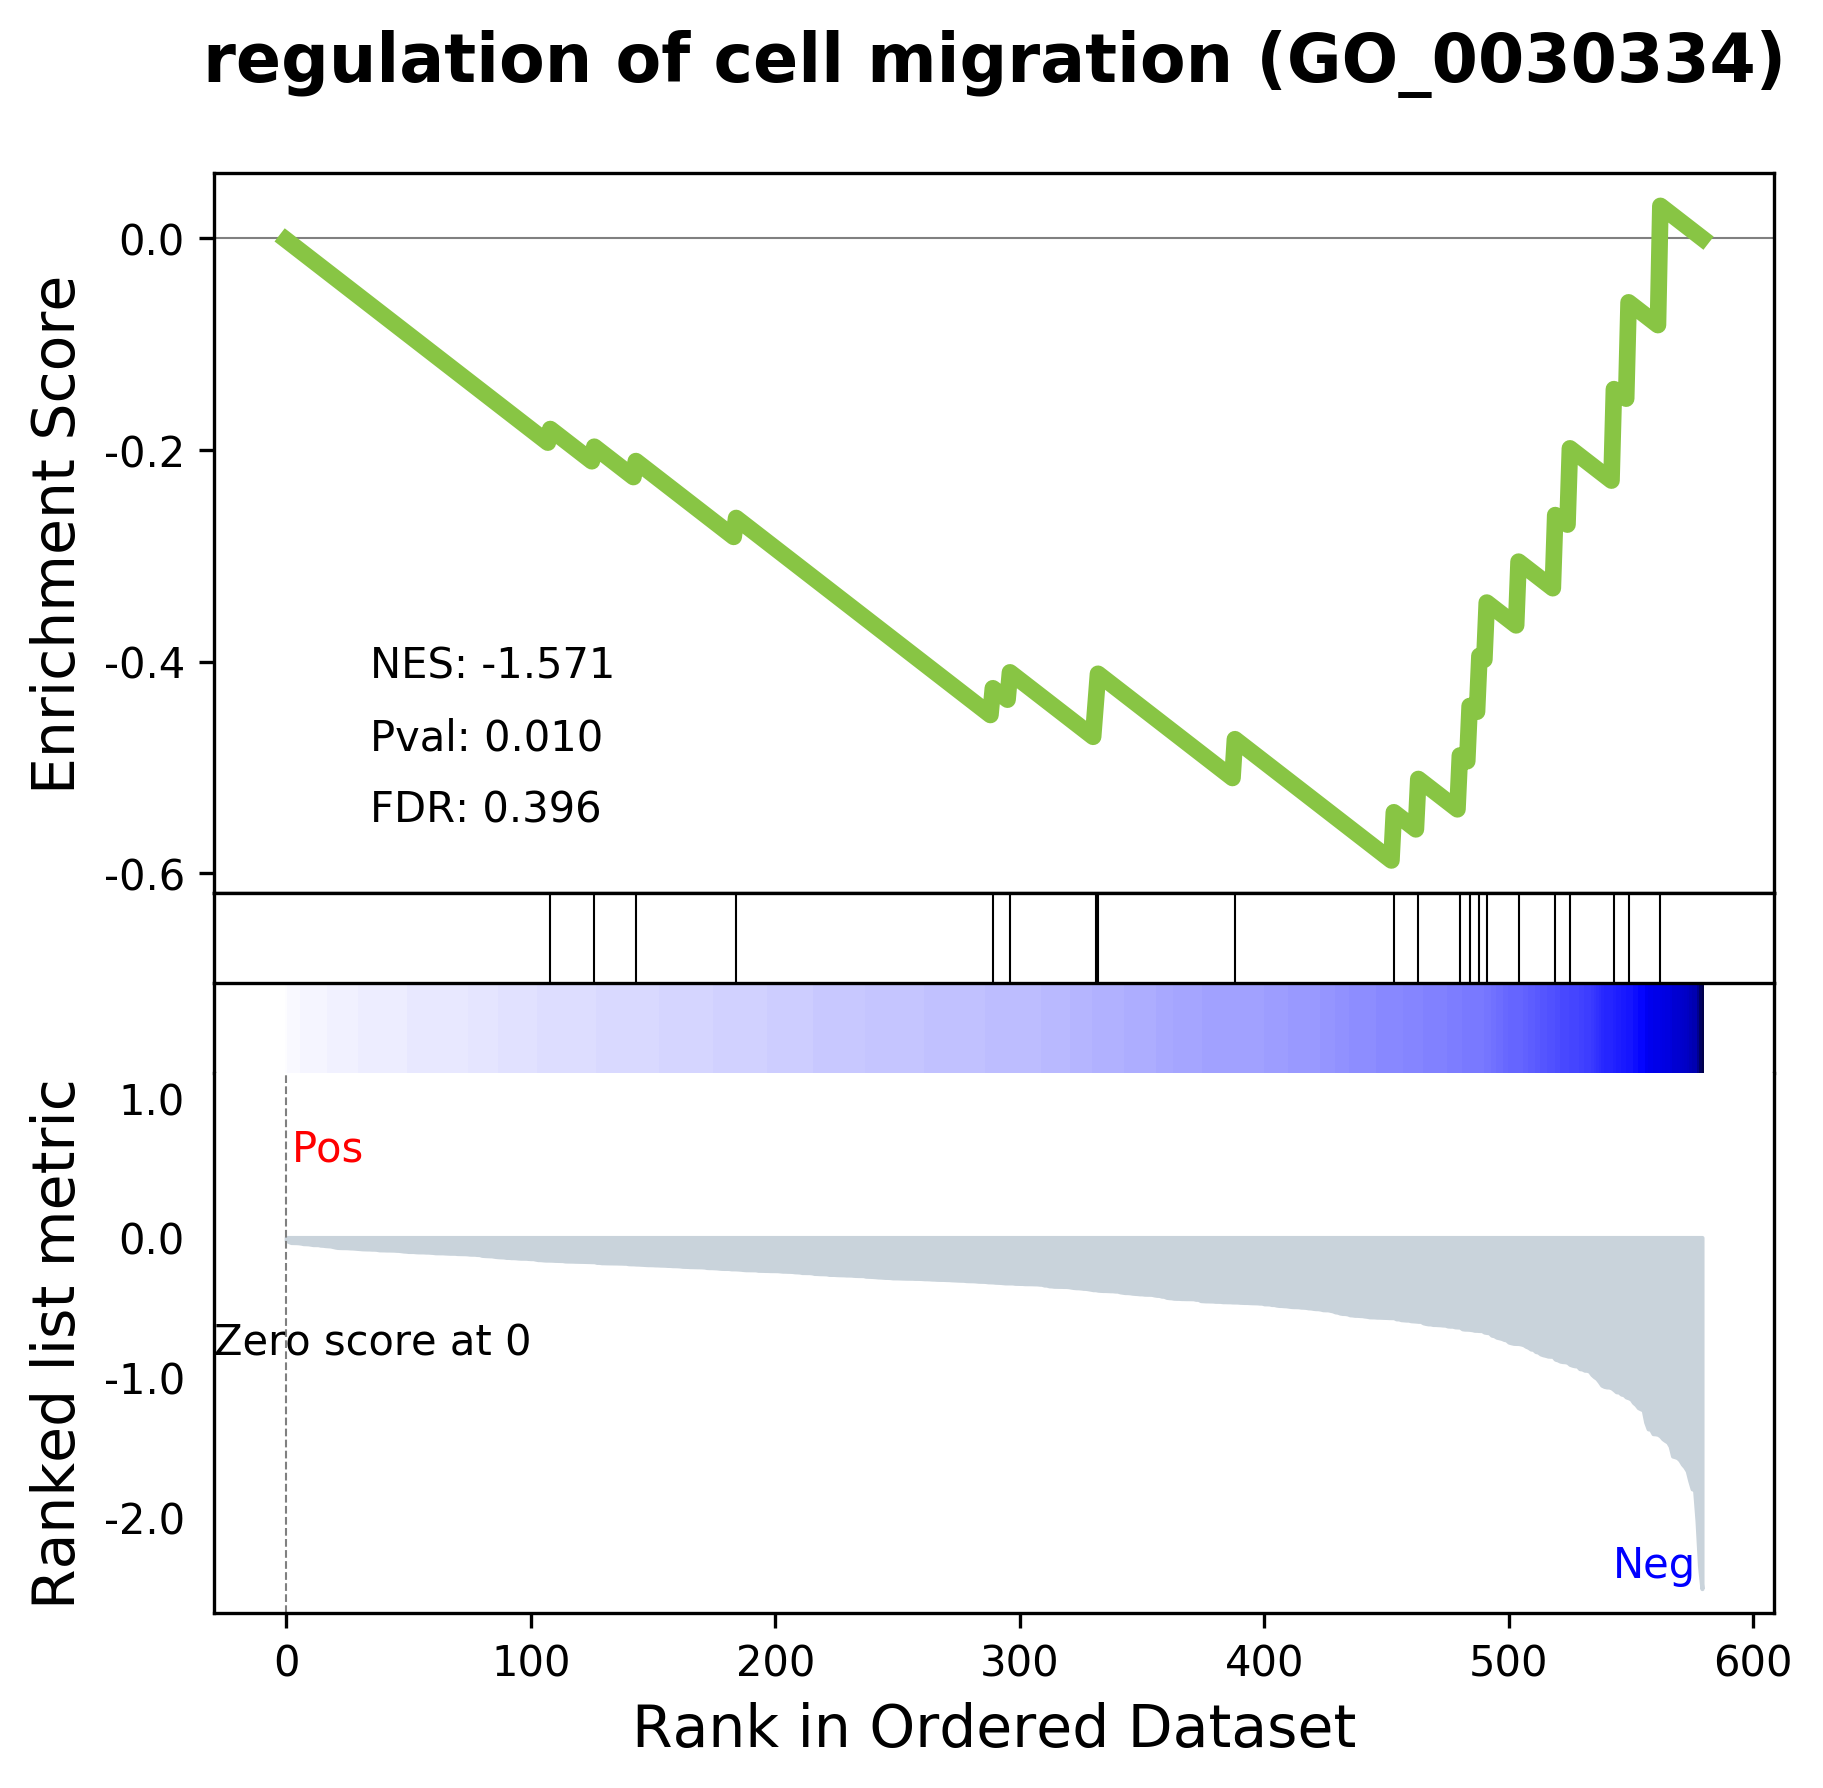 regulation of cell migration (GO_0030334)
Enrichment Score
0.0
-0.2
-0.4
-0.6
NES: -1.571
Pval: 0.010
FDR: 0.396
Ranked list metric
1.0
0.0
-1.0
-2.0
Pos
Zero score at 0
Neg
0 100 200 300 400 500 600
Rank in Ordered Dataset